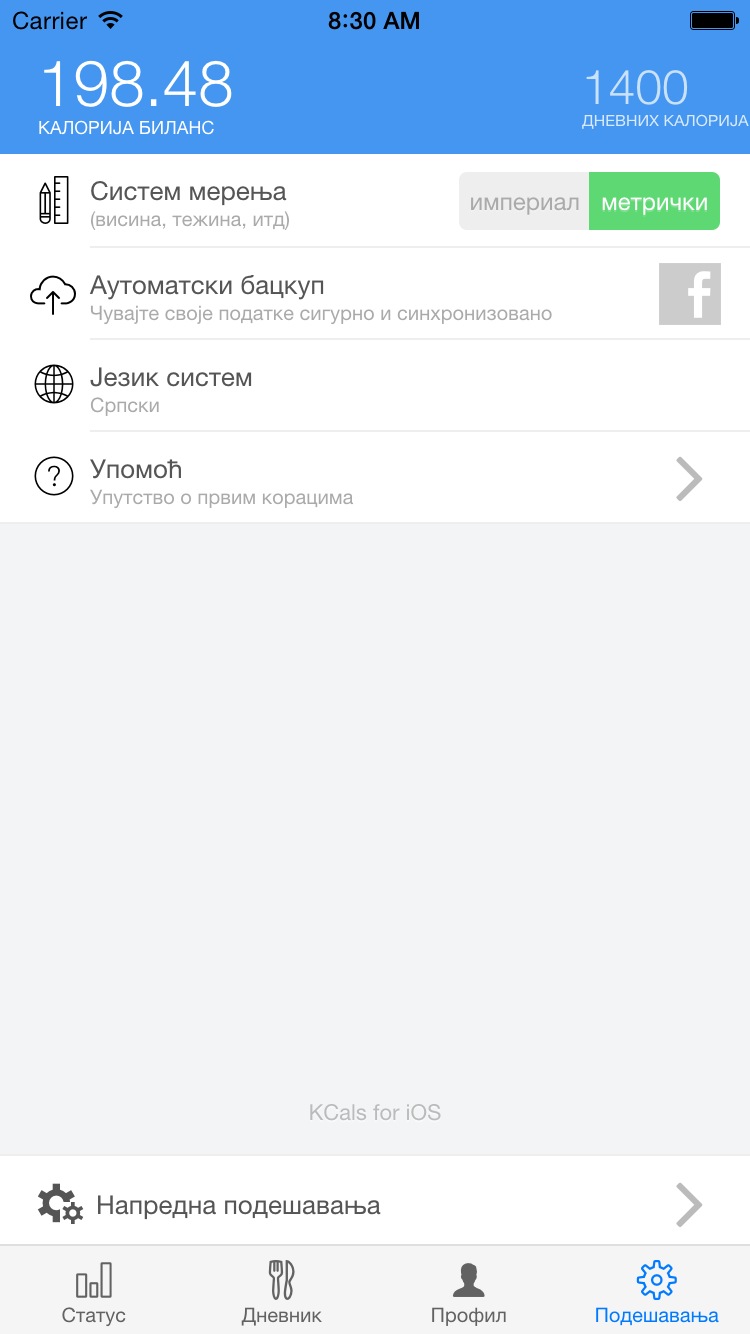 Carrier 8:30 AM
198.48
1400
КАЛОРИЈА БИЛАНС
ДНЕВНИХ КАЛОРИЈА
Систем мерења
(висина, тежина, итд)
империал метрички
Аутоматски бацкуп
Чувајте своје податке сигурно и синхронизовано
f
Језик систем
Српски
?
Упомоћ
Упутство о првим корацима
KCals for iOS
Напредна подешавања
Статус Дневник Профил Подешавања